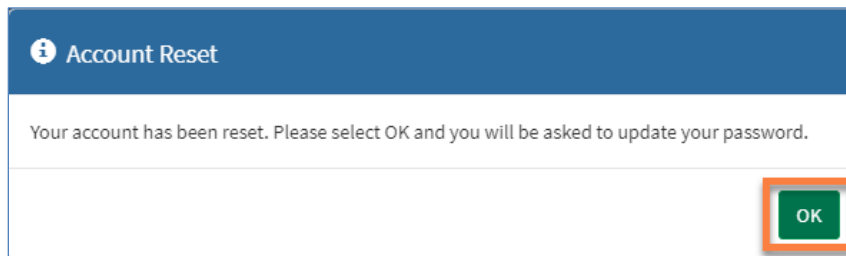 Account Reset
Your account has been reset. Please select OK and you will be asked to update your password.
OK